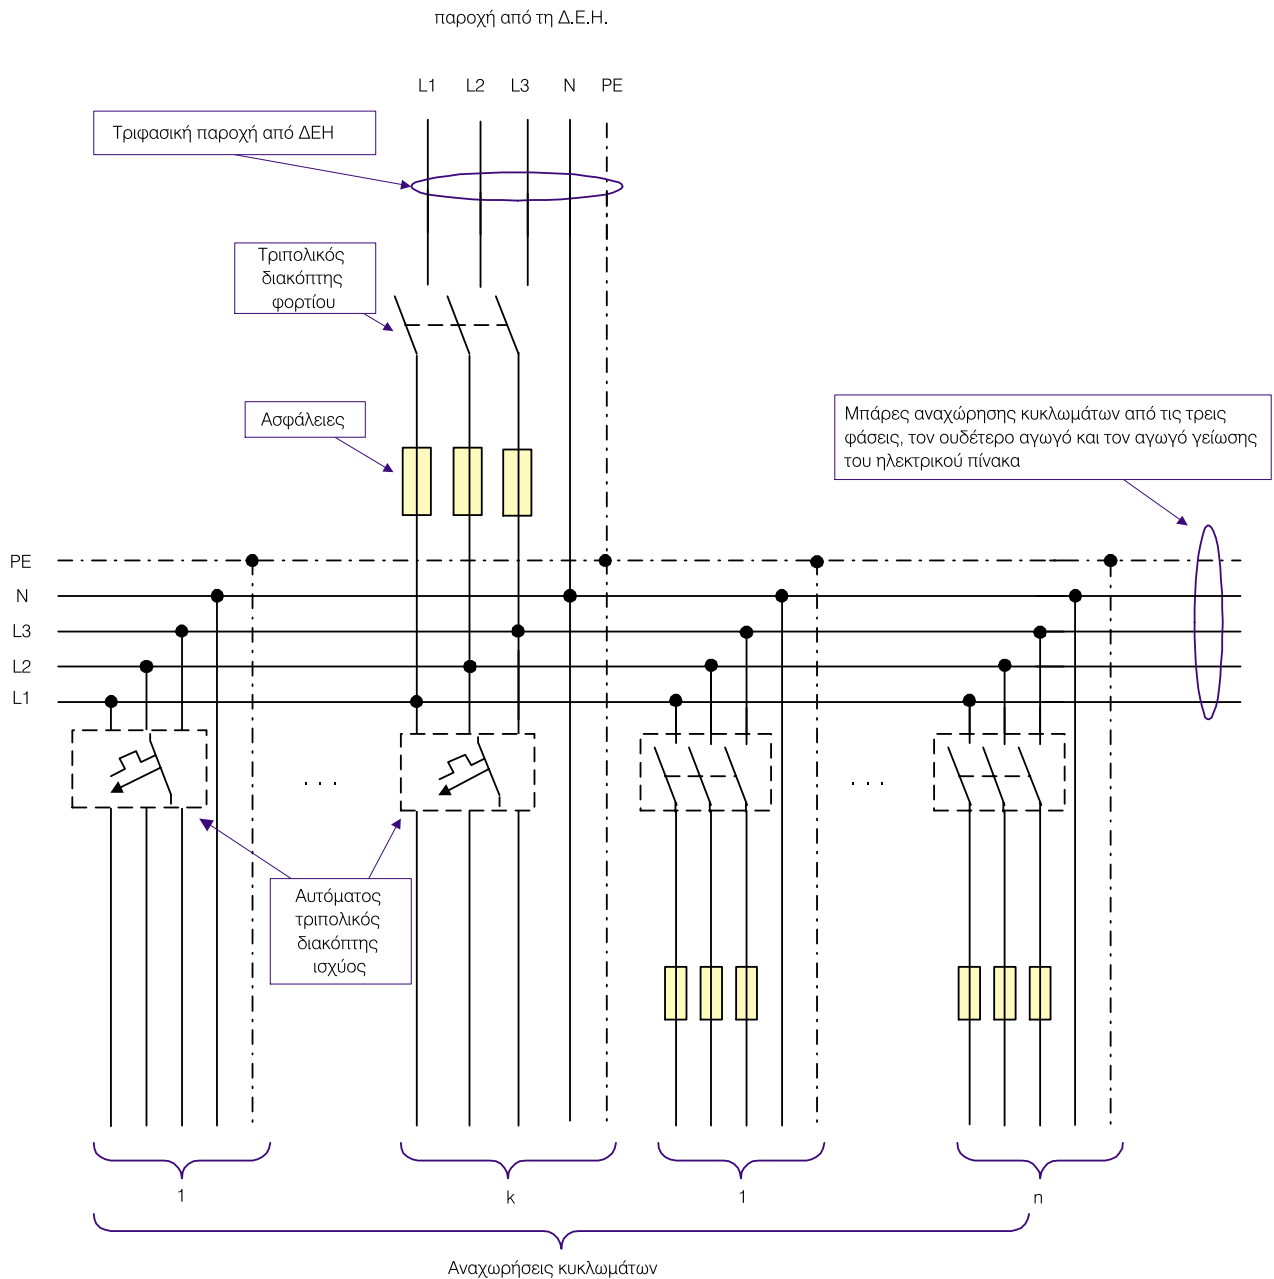 παροχή από τη Δ.Ε.Η.
L1 L2 L3 N PE
Τριφασική παροχή από ΔΕΗ
Τριπολικός
διακόπτης
φορτίου
Ασφάλειες
Μπάρες αναχώρησης κυκλωμάτων από τις τρεις
φάσεις, τον ουδέτερο αγωγό και τον αγωγό γείωσης
του ηλεκτρικού πίνακα
PE
N
L3
L2
L1
. . .
. . .
Αυτόματος
τριπολικός
διακόπτης
ισχύος
1 k 1 n
Αναχωρήσεις κυκλωμάτων